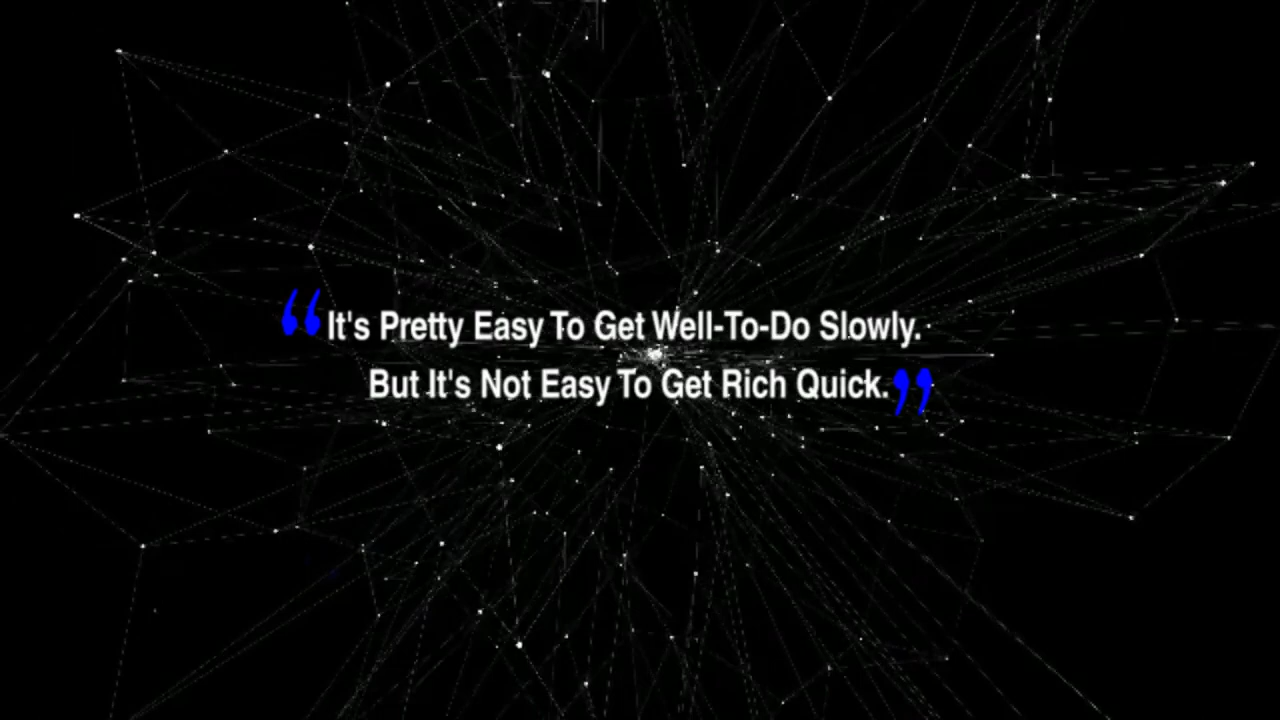 “It's Pretty Easy To Get Well-To-Do Slowly.
But It's Not Easy To Get Rich Quick.”